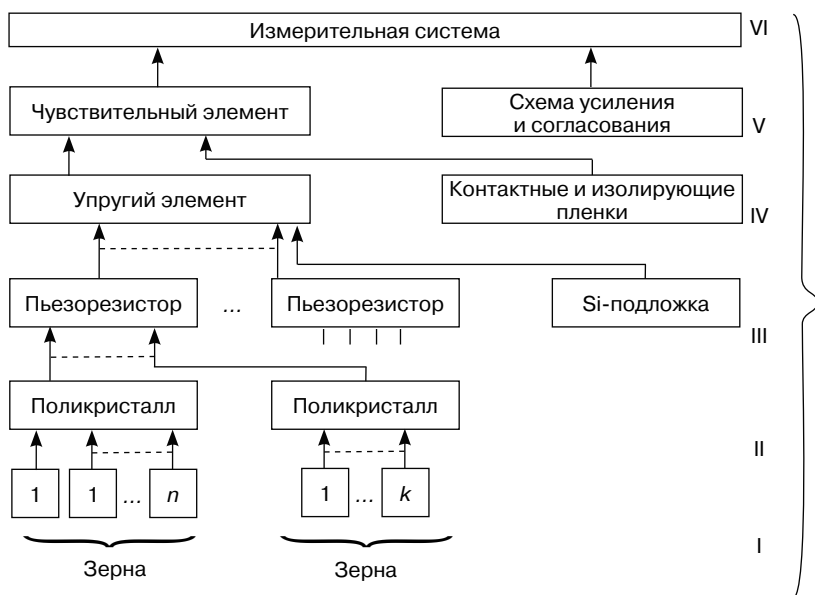 Измерительная система
VI
Чувствительный элемент
Схема усиления
и согласования
V
Упругий элемент
Контактные и изолирующие
пленки
IV
Пьезорезистор
...
Пьезорезистор
Si-подложка
III
Поликристалл
Поликристалл
II
1 1 ... n
1 ... k
I
Зерна
Зерна